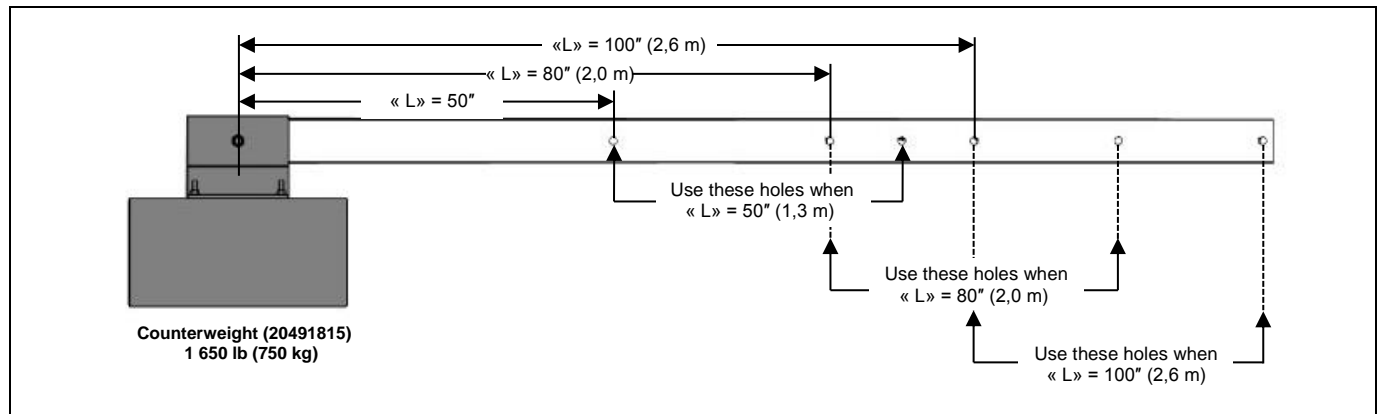 «L» = 100″ (2,6 m)
« L» = 80″ (2,0 m)
« L» = 50″
Use these holes when
« L» = 50″ (1,3 m)
Use these holes when
« L» = 80″ (2,0 m)
Counterweight (20491815)
1 650 lb (750 kg)
Use these holes when
« L» = 100″ (2,6 m)